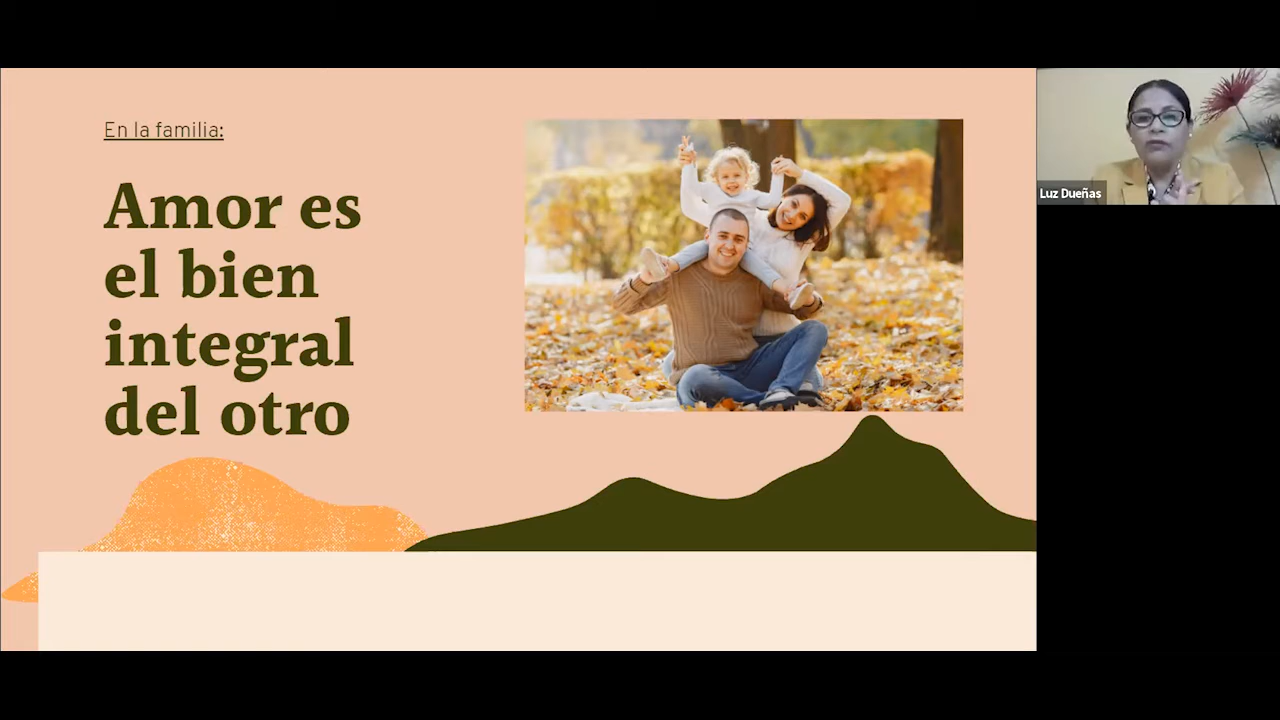 En la familia:
Amor es
el bien
integral
del otro
Luz Dueñas